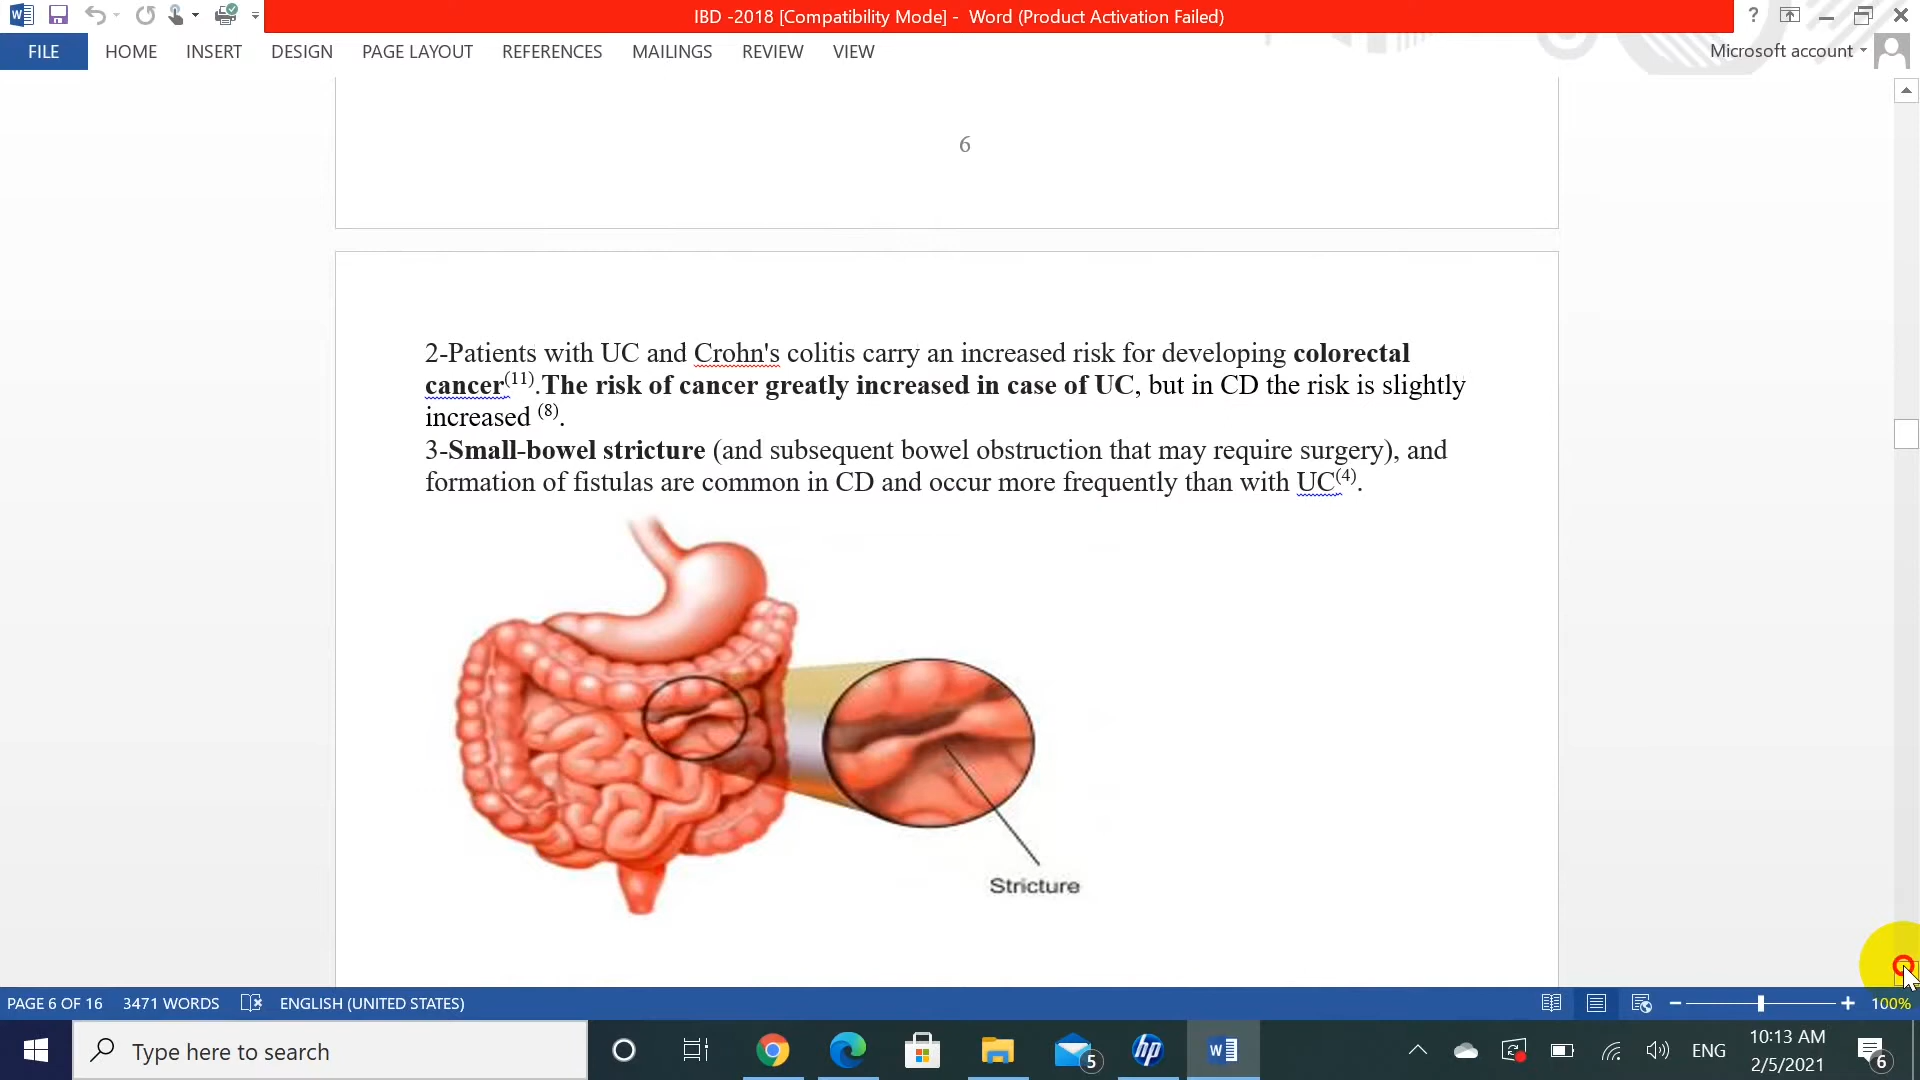 IBD -2018 [Compatibility Mode] - Word (Product Activation Failed)
?
FILE HOME INSERT DESIGN PAGE LAYOUT REFERENCES MAILINGS REVIEW VIEW
Microsoft account
6
2-Patients with UC and Crohn's colitis carry an increased risk for developing colorectal
cancer(11).The risk of cancer greatly increased in case of UC, but in CD the risk is slightly
increased (8).
3-Small-bowel stricture (and subsequent bowel obstruction that may require surgery), and
formation of fistulas are common in CD and occur more frequently than with UC(4).
Stricture
PAGE 6 OF 16 3471 WORDS ENGLISH (UNITED STATES)
100%
Type here to search
5
hp
ENG
10:13 AM
2/5/2021
6